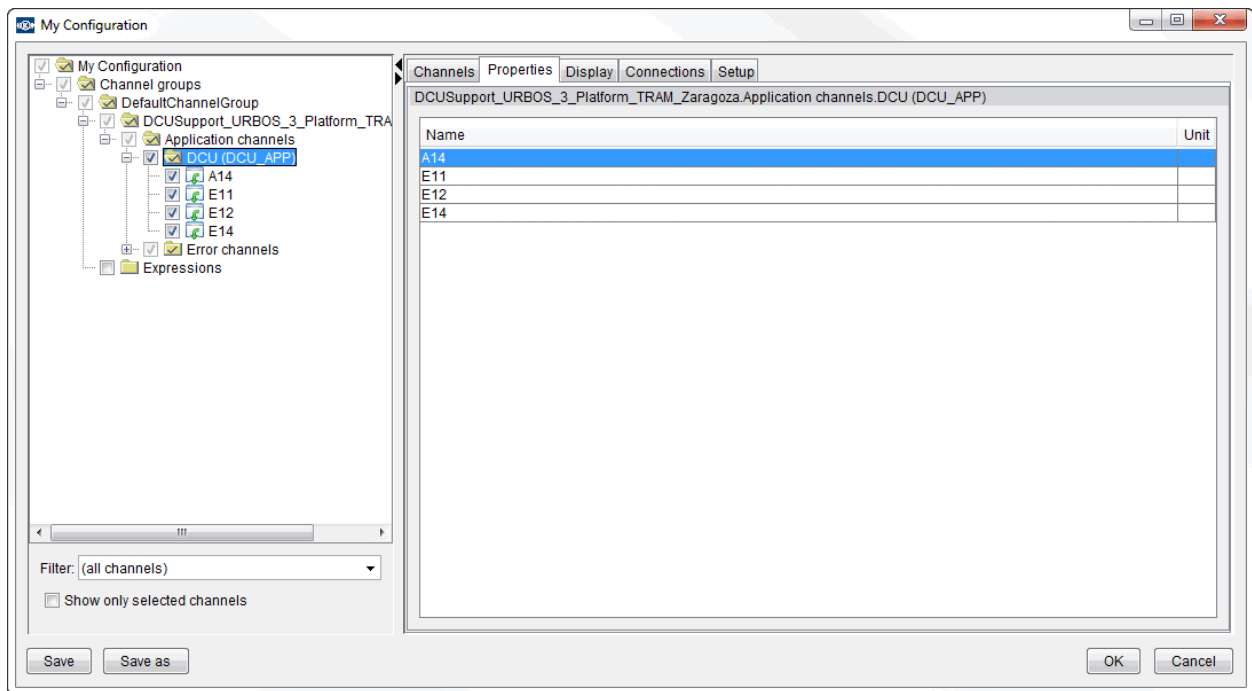 My Configuration
My Configuration
Channel groups
DefaultChannelGroup
DCUSupport_URBOS_3_Platform_TRA
Application channels
DCU (DCU_APP)
A14
E11
E12
E14
Error channels
Expressions
Filter: (all channels)
Show only selected channels
Channels Properties Display Connections Setup
DCUSupport_URBOS_3_Platform_TRAM_Zaragoza.Application channels.DCU (DCU_APP)
Name Unit
A14
E11
E12
E14
Save Save as OK Cancel